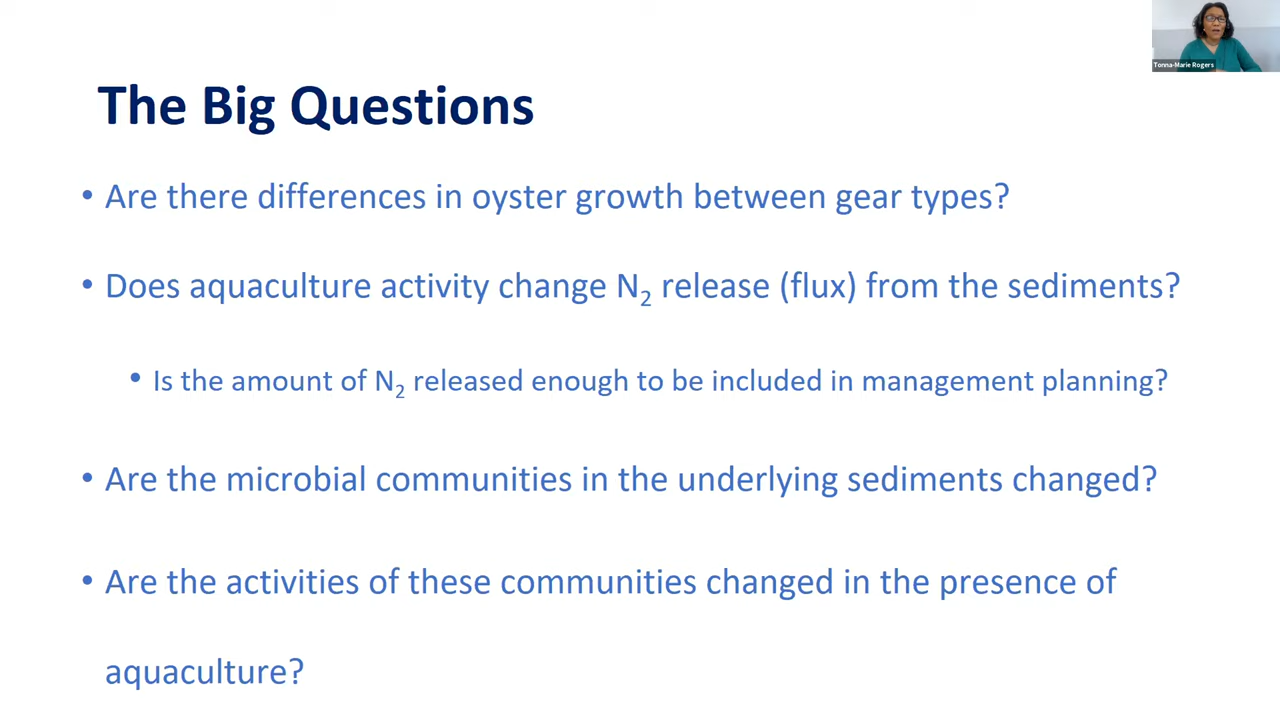 Tonna-Marie Rogers
The Big Questions
• Are there differences in oyster growth between gear types?
• Does aquaculture activity change N₂ release (flux) from the sediments?
• Is the amount of N₂ released enough to be included in management planning?
• Are the microbial communities in the underlying sediments changed?
• Are the activities of these communities changed in the presence of
aquaculture?